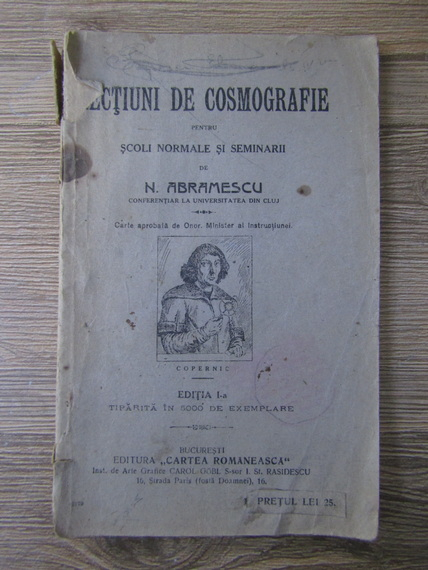 ECȚIUNI DE COSMOGRAFIE
PENTRU
ȘCOLI NORMALE ȘI SEMINARII
DE
N. ABRAMESCU
CONFERENȚIAR LA UNIVERSITATEA DIN CLUJ
Carte aprobată de Onor. Minister al Instrucțiunei
COPERNIC
EDIȚIA I-a
TIPĂRITĂ ÎN 5000 DE EXEMPLARE
BUCUREȘTI
EDITURA „CARTEA ROMANEASCA"
Inst. de Arte Grafice CAROL GÖBL S-sor I. St. RASIDESCU
16, Strada Paris (fostă Doamnei), 16.
PREȚUL LEI 25.